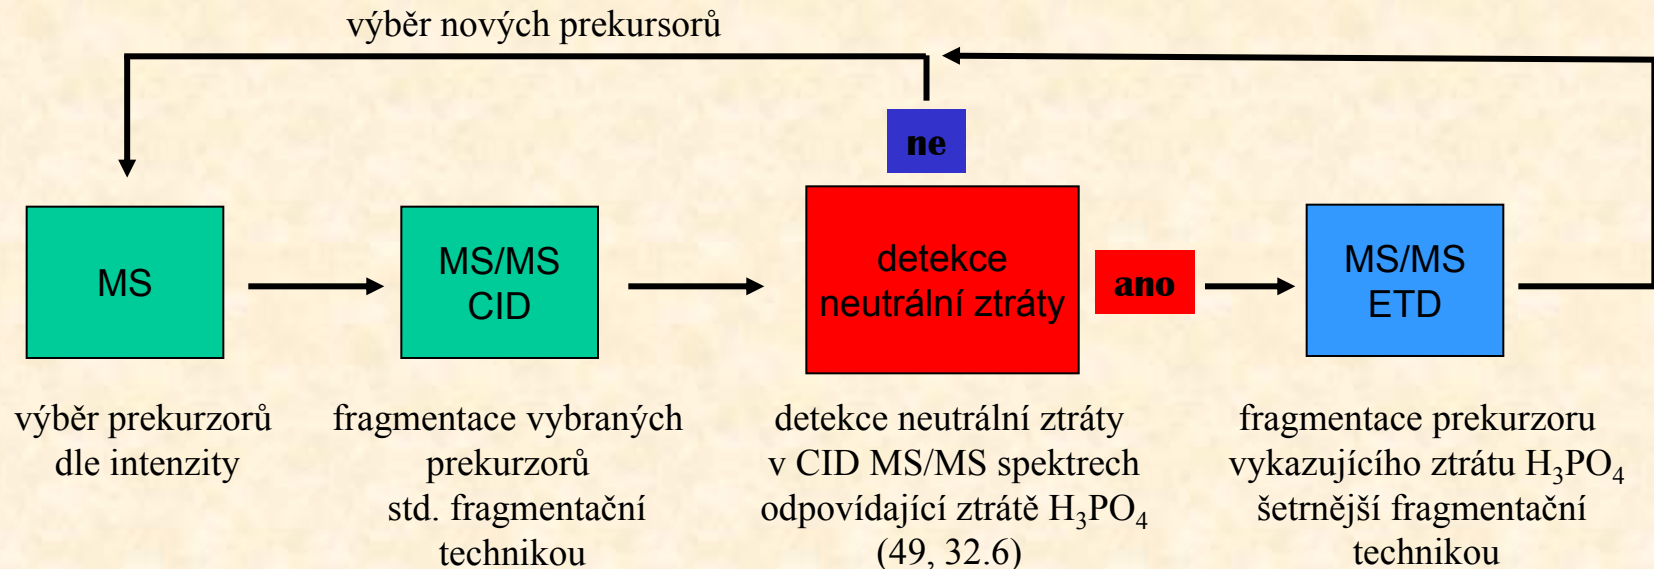 výběr nových prekursorů
ne
MS
MS/MS
CID
detekce
neutrální ztráty
ano
MS/MS
ETD
výběr prekurzorů
dle intenzity
fragmentace vybraných
prekurzorů
std. fragmentační
technikou
detekce neutrální ztráty
v CID MS/MS spektrech
odpovídající ztrátě H₃PO₄
(49, 32.6)
fragmentace prekurzoru
vykazujícího ztrátu H₃PO₄
šetrnější fragmentační
technikou